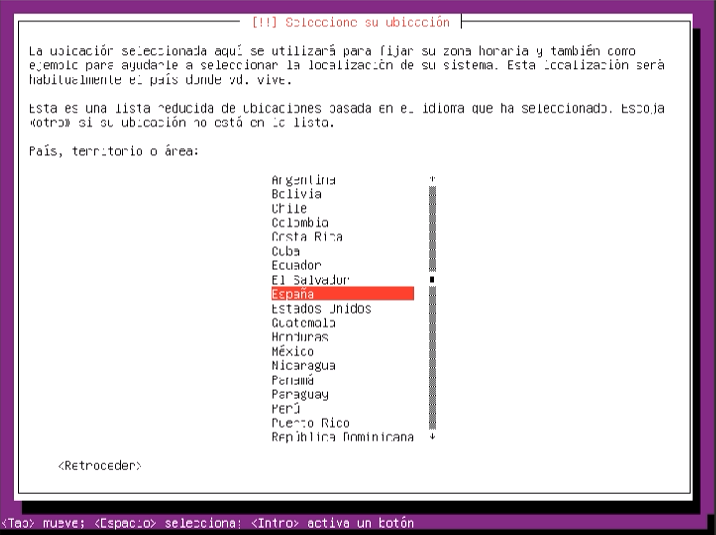 [!!] Seleccione su ubicación
La ubicación seleccionada aquí se utilizará para fijar su zona horaria y también como
ejemplo para ayudarle a seleccionar la localización de su sistema. Esta localización será
habitualmente el país donde vd. vive.
Esta es una lista reducida de ubicaciones basada en el idioma que ha seleccionado. Escoja
«otro» si su ubicación no está en la lista.
País, territorio o área:
Argentina
Bolivia
Chile
Colombia
Costa Rica
Cuba
Ecuador
El Salvador
España
Estados Unidos
Guatemala
Honduras
México
Nicaragua
Panamá
Paraguay
Perú
Puerto Rico
República Dominicana
<Retroceder>
<Tab> mueve; <Espacio> selecciona; <Intro> activa un botón